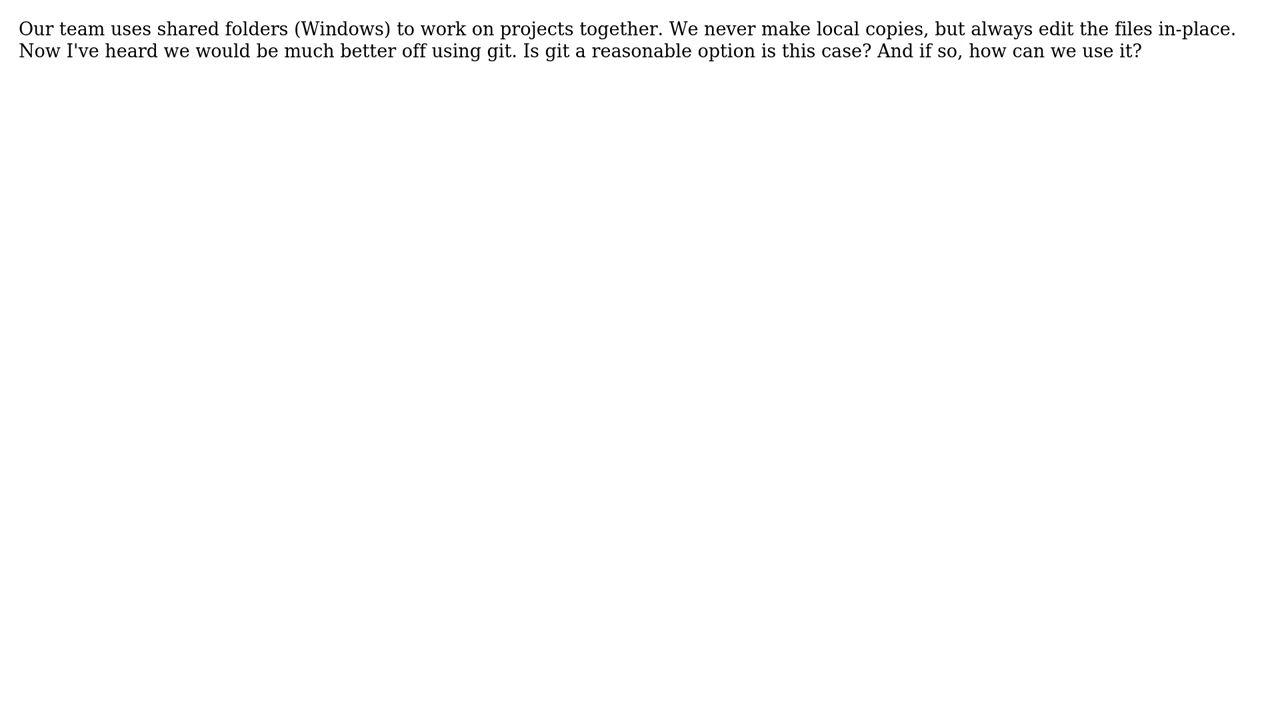 Our team uses shared folders (Windows) to work on projects together. We never make local copies, but always edit the files in-place.
Now I've heard we would be much better off using git. Is git a reasonable option is this case? And if so, how can we use it?